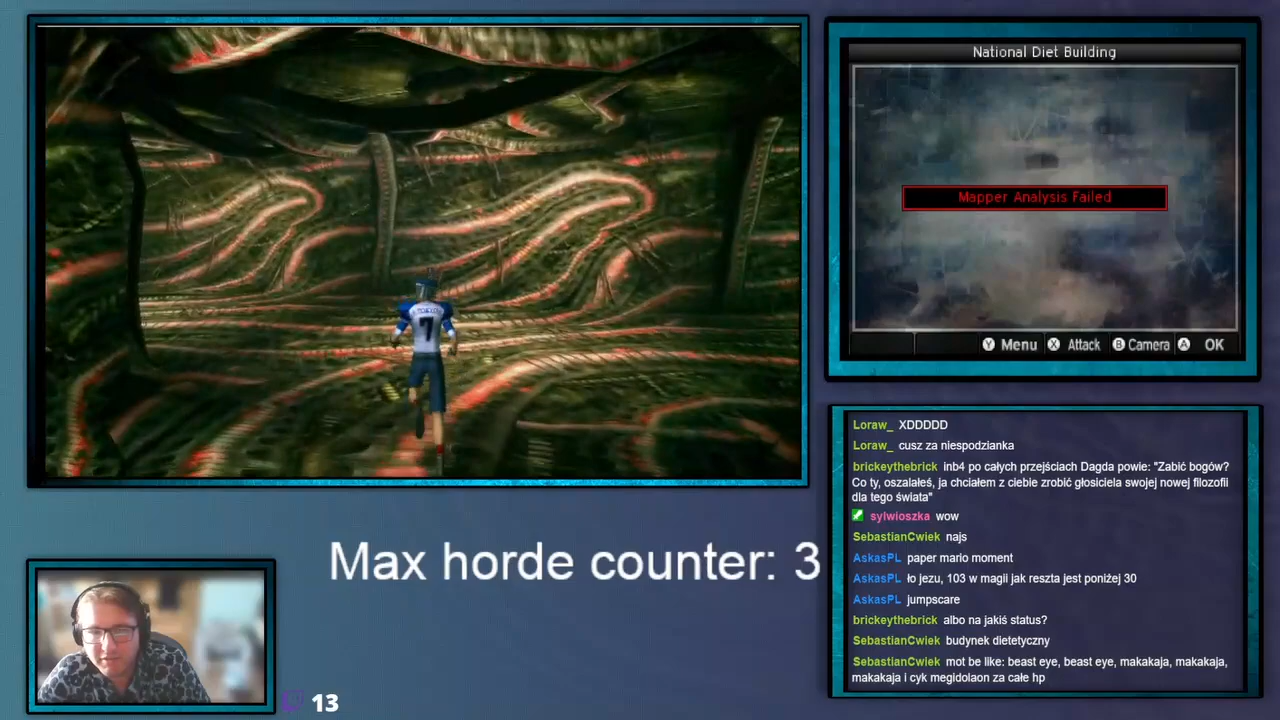 National Diet Building
Mapper Analysis Failed
Y Menu X Attack B Camera A OK
7
Loraw_ XDDDDD
Loraw_ cusz za niespodzianka
brickeythebrick inb4 po całych przejściach Dagda powie: "Zabić bogów?
Co ty, oszalałeś, ja chciałem z ciebie zrobić głosiciela swojej nowej filozofii
dla tego świata"
sylwioszka wow
SebastianCwiek najs
AskasPL paper mario moment
AskasPL ło jezu, 103 w magii jak reszta jest poniżej 30
AskasPL jumpscare
brickeythebrick albo na jakiś status?
SebastianCwiek budynek dietetyczny
SebastianCwiek mot be like: beast eye, beast eye, makakaja, makakaja,
makakaja i cyk megidolaon za całe hp
Max horde counter: 3
13